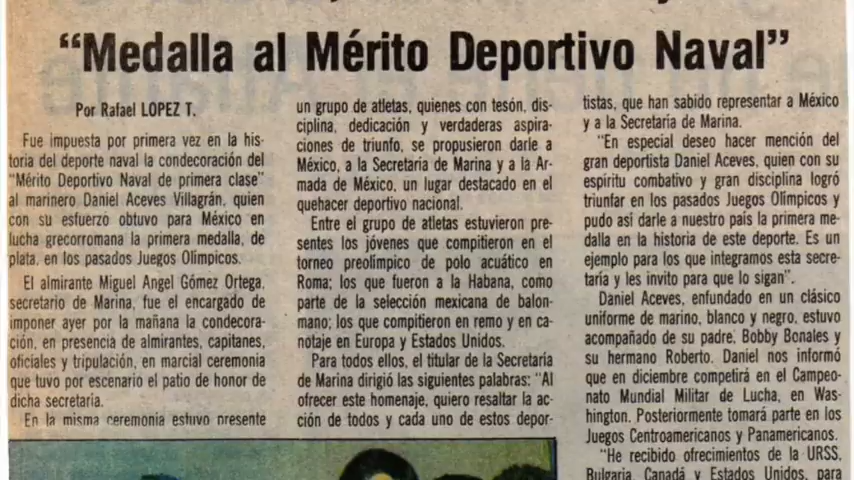 “Medalla al Mérito Deportivo Naval”
Por Rafael LOPEZ T.
Fue impuesta por primera vez en la his-
toria del deporte naval la condecoración del
“Mérito Deportivo Naval de primera clase”
al marinero Daniel Aceves Villagrán, quien
con su esfuerzo obtuvo para México en
lucha grecorromana la primera medalla, de
plata, en los pasados Juegos Olímpicos.
El almirante Miguel Angel Gómez Ortega,
secretario de Marina, fue el encargado de
imponer ayer por la mañana la condecora-
ción, en presencia de almirantes, capitanes,
oficiales y tripulación, en marcial ceremonia
que tuvo por escenario el patio de honor de
dicha secretaria.
En la misma ceremonia estuvo presente
un grupo de atletas, quienes con tesón, dis-
ciplina, dedicación y verdaderas aspira-
ciones de triunfo, se propusieron darle a
México, a la Secretaría de Marina y a la Ar-
mada de México, un lugar destacado en el
quehacer deportivo nacional.
Entre el grupo de atletas estuvieron pre-
sentes los jóvenes que compitieron en el
torneo preolímpico de polo acuático en
Roma; los que fueron a la Habana, como
parte de la selección mexicana de balon-
mano; los que compitieron en remo y en ca-
notaje en Europa y Estados Unidos.
Para todos ellos, el titular de la Secretaría
de Marina dirigió las siguientes palabras: “Al
ofrecer este homenaje, quiero resaltar la ac-
ción de todos y cada uno de estos depor-
tistas, que han sabido representar a México
y a la Secretaría de Marina.
“En especial deseo hacer mención del
gran deportista Daniel Aceves, quien con su
espíritu combativo y gran disciplina logró
triunfar en los pasados Juegos Olímpicos y
pudo así darle a nuestro país la primera me-
dalla en la historia de este deporte. Es un
ejemplo para los que integramos esta secre-
taría y les invito para que lo sigan”.
Daniel Aceves, enfundado en un clásico
uniforme de marino, blanco y negro, estuvo
acompañado de su padre, Bobby Bonales y
su hermano Roberto. Daniel nos informó
que en diciembre competirá en el Campeo-
nato Mundial Militar de Lucha, en Was-
hington. Posteriormente tomará parte en los
Juegos Centroamericanos y Panamericanos.
“He recibido ofrecimientos de la URSS,
Bulgaria, Canadá y Estados Unidos, para